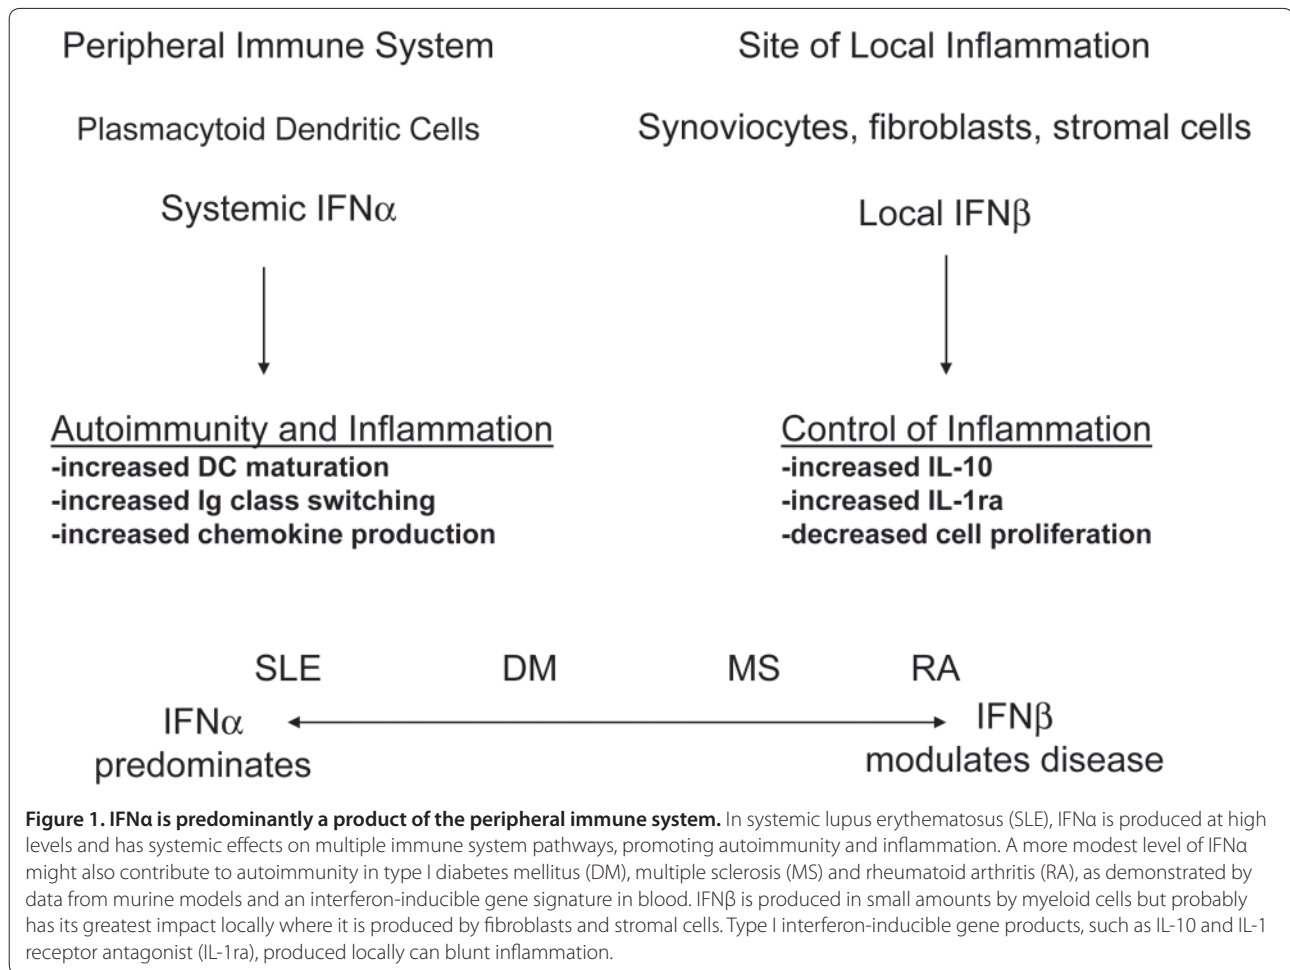 Peripheral Immune System
Plasmacytoid Dendritic Cells
Systemic IFNα
Autoimmunity and Inflammation
-increased DC maturation
-increased Ig class switching
-increased chemokine production
Site of Local Inflammation
Synoviocytes, fibroblasts, stromal cells
Local IFNβ
Control of Inflammation
-increased IL-10
-increased IL-1ra
-decreased cell proliferation
SLE DM MS RA
IFNα
predominates
IFNβ
modulates disease
Figure 1. IFNα is predominantly a product of the peripheral immune system. In systemic lupus erythematosus (SLE), IFNα is produced at high
levels and has systemic effects on multiple immune system pathways, promoting autoimmunity and inflammation. A more modest level of IFNα
might also contribute to autoimmunity in type I diabetes mellitus (DM), multiple sclerosis (MS) and rheumatoid arthritis (RA), as demonstrated by
data from murine models and an interferon-inducible gene signature in blood. IFNβ is produced in small amounts by myeloid cells but probably
has its greatest impact locally where it is produced by fibroblasts and stromal cells. Type I interferon-inducible gene products, such as IL-10 and IL-1
receptor antagonist (IL-1ra), produced locally can blunt inflammation.